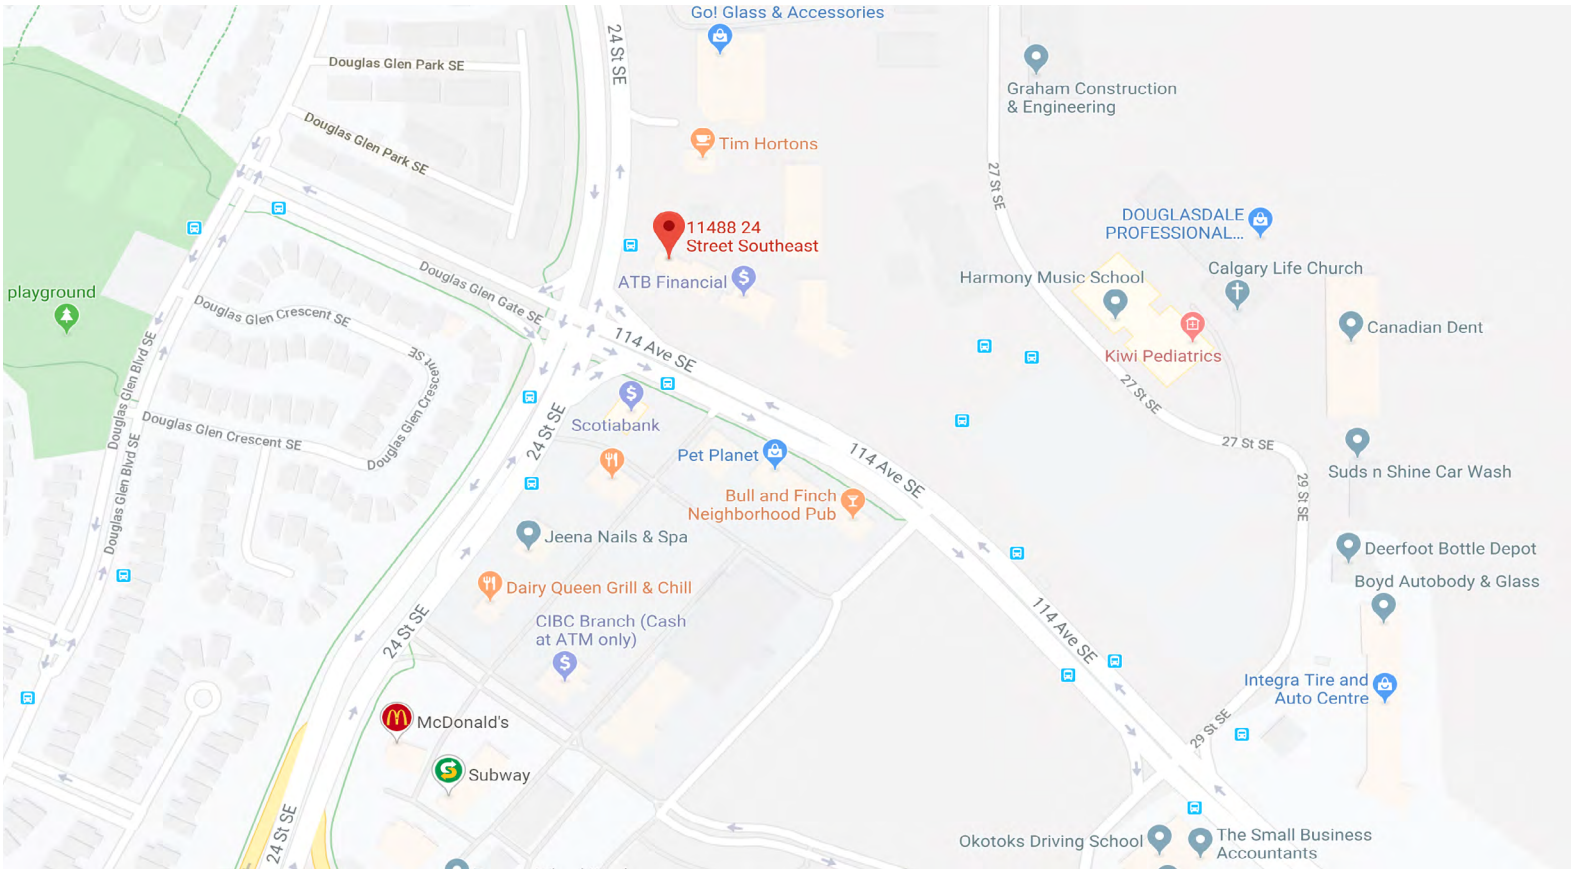 Go! Glass & Accessories
24 St SE
Douglas Glen Park SE
Graham Construction
& Engineering
Douglas Glen Park SE
Tim Hortons
27 St SE
DOUGLASDALE
PROFESSIONAL...
11488 24
Street Southeast
ATB Financial
Harmony Music School
Calgary Life Church
playground
Douglas Glen Gate SE
Douglas Glen Crescent SE
114 Ave SE
Canadian Dent
Kiwi Pediatrics
Douglas Glen Blvd SE
Douglas Glen Crescent SE
27 St SE
Scotiabank
24 St SE
Douglas Glen Crescent SE
27 St SE
Pet Planet
114 Ave SE
Suds n Shine Car Wash
Douglas Glen Blvd SE
29 St SE
Bull and Finch
Neighborhood Pub
Jeena Nails & Spa
Deerfoot Bottle Depot
Dairy Queen Grill & Chill
Boyd Autobody & Glass
24 St SE
CIBC Branch (Cash
at ATM only)
114 Ave SE
Integra Tire and
Auto Centre
McDonald's
29 St SE
Subway
24 St SE
Okotoks Driving School
The Small Business
Accountants